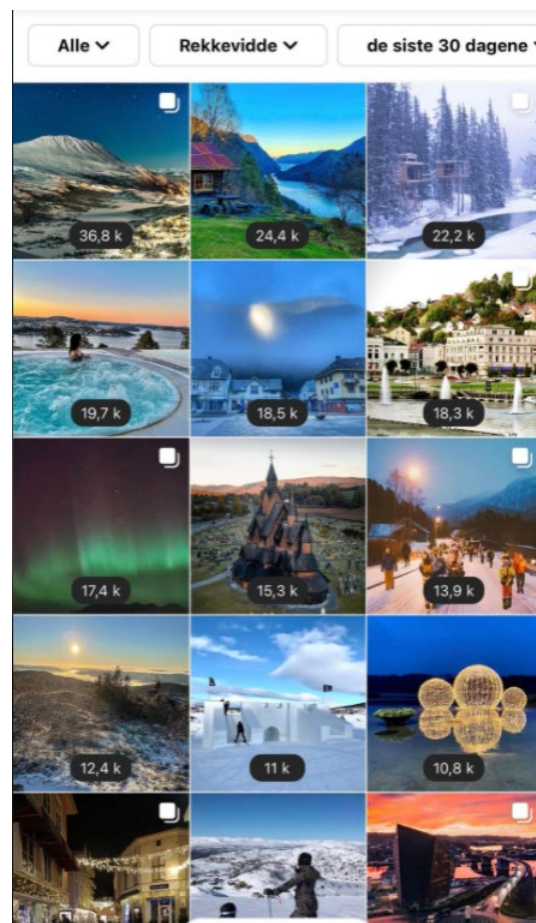 Alle Rekkevidde de siste 30 dagene
36,8 k 24,4 k 22,2 k
19,7 k 18,5 k 18,3 k
17,4 k 15,3 k 13,9 k
12,4 k 11 k 10,8 k